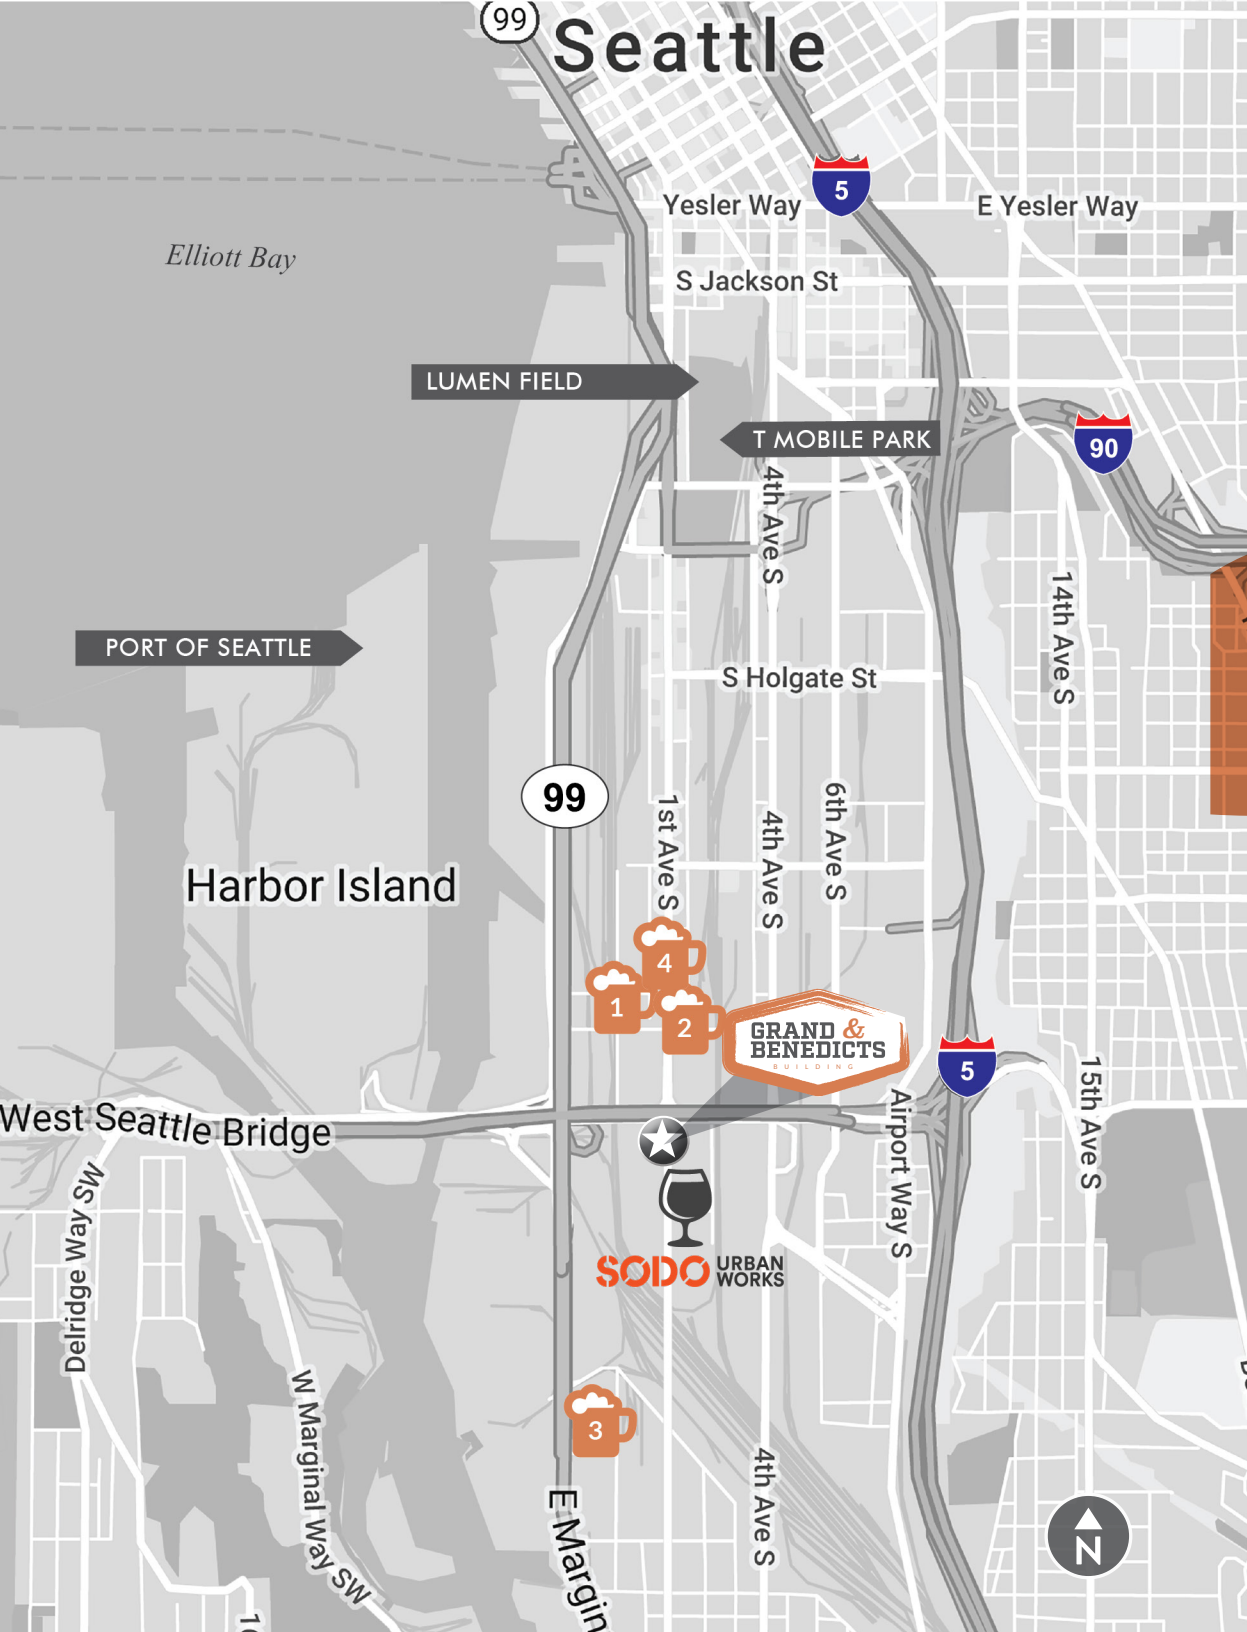 99
Seattle
5
Yesler Way
E Yesler Way
Elliott Bay
S Jackson St
LUMEN FIELD
T MOBILE PARK
90
4th Ave S
14th Ave S
PORT OF SEATTLE
S Holgate St
99
1st Ave S
4th Ave S
6th Ave S
Harbor Island
4
1
2
GRAND &
BENEDICTS
BUILDING
5
West Seattle Bridge
15th Ave S
Airport Way S
Delridge Way SW
SODO URBAN
WORKS
W Marginal Way SW
3
4th Ave S
E Margin
N